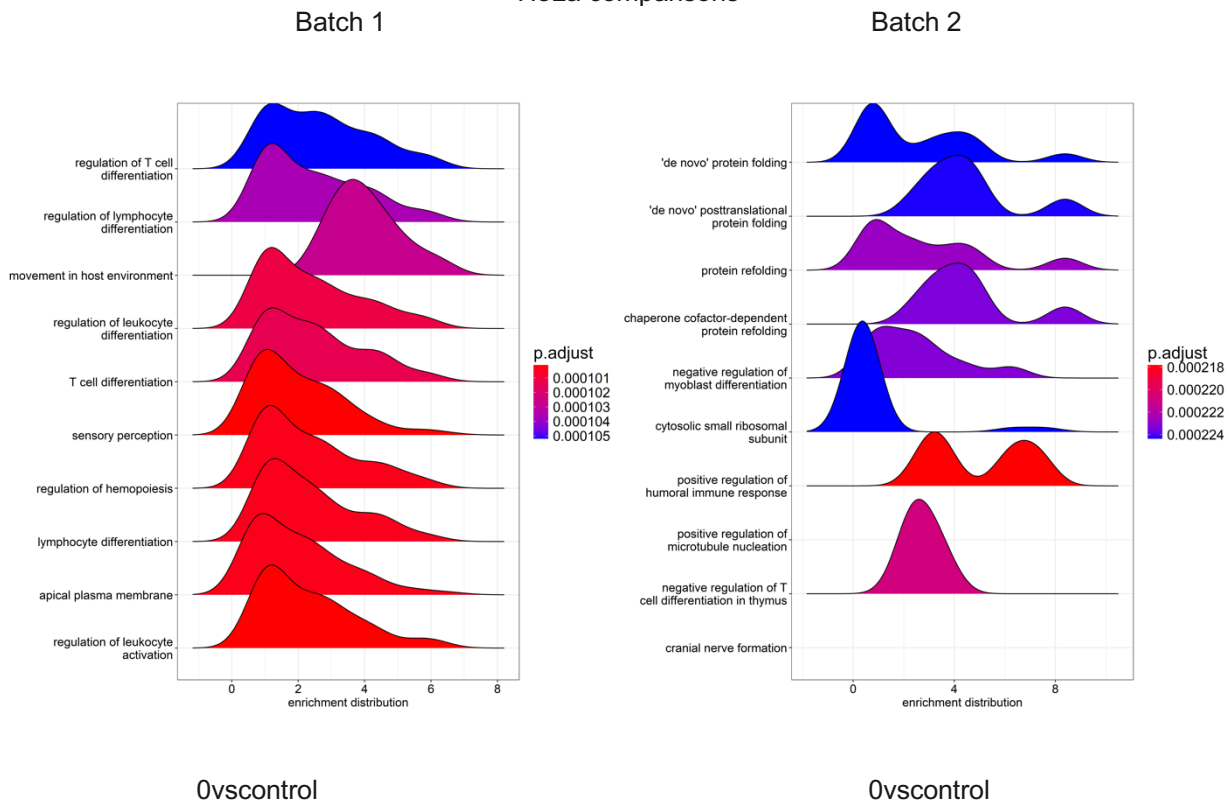 Batch 1
Batch 2
regulation of T cell
differentiation
regulation of lymphocyte
differentiation
movement in host environment
regulation of leukocyte
differentiation
T cell differentiation
sensory perception
regulation of hemopoiesis
lymphocyte differentiation
apical plasma membrane
regulation of leukocyte
activation
0 2 4 6 8
enrichment distribution
p.adjust
0.000101
0.000102
0.000103
0.000104
0.000105
'de novo' protein folding
'de novo' posttranslational
protein folding
protein refolding
chaperone cofactor-dependent
protein refolding
negative regulation of
myoblast differentiation
cytosolic small ribosomal
subunit
positive regulation of
humoral immune response
positive regulation of
microtubule nucleation
negative regulation of T
cell differentiation in thymus
cranial nerve formation
0 4 8
enrichment distribution
p.adjust
0.000218
0.000220
0.000222
0.000224
0vscontrol
0vscontrol